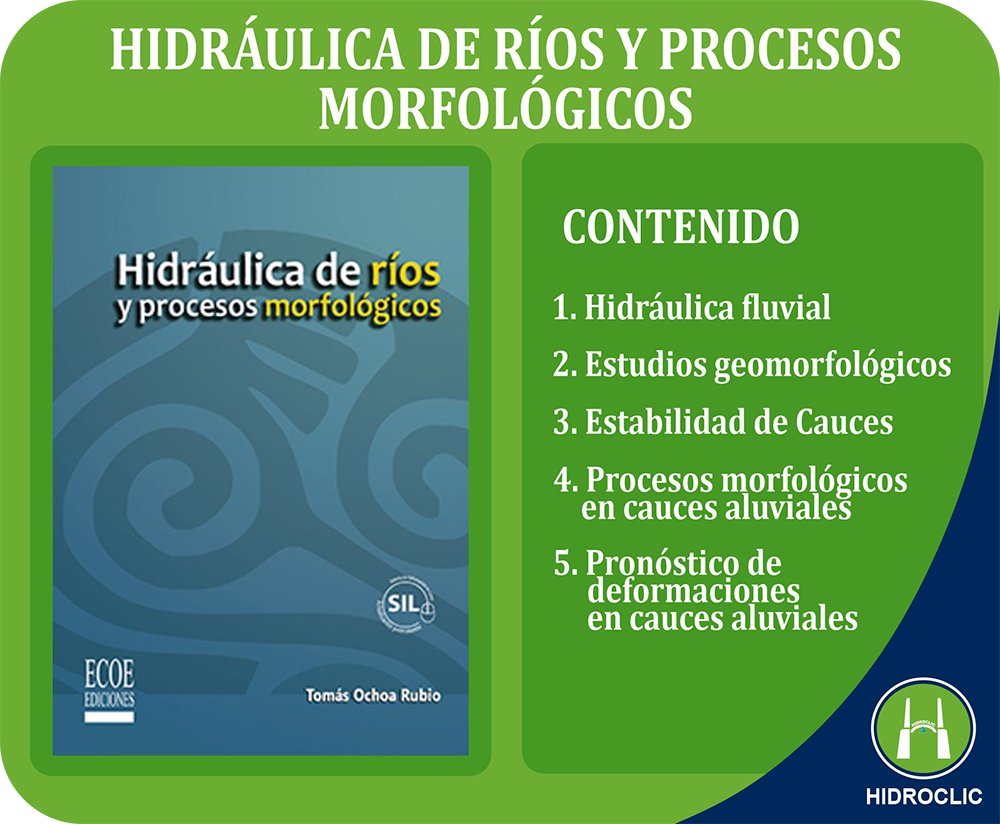 HIDRÁULICA DE RÍOS Y PROCESOS
MORFOLÓGICOS
Hidráulica de ríos
y procesos morfológicos
SIL
ECOE
EDICIONES
Tomás Ochoa Rubio
CONTENIDO
1. Hidráulica fluvial
2. Estudios geomorfológicos
3. Estabilidad de Cauces
4. Procesos morfológicos
en cauces aluviales
5. Pronóstico de
deformaciones
en cauces aluviales
HIDROCLIC
HIDROCLIC